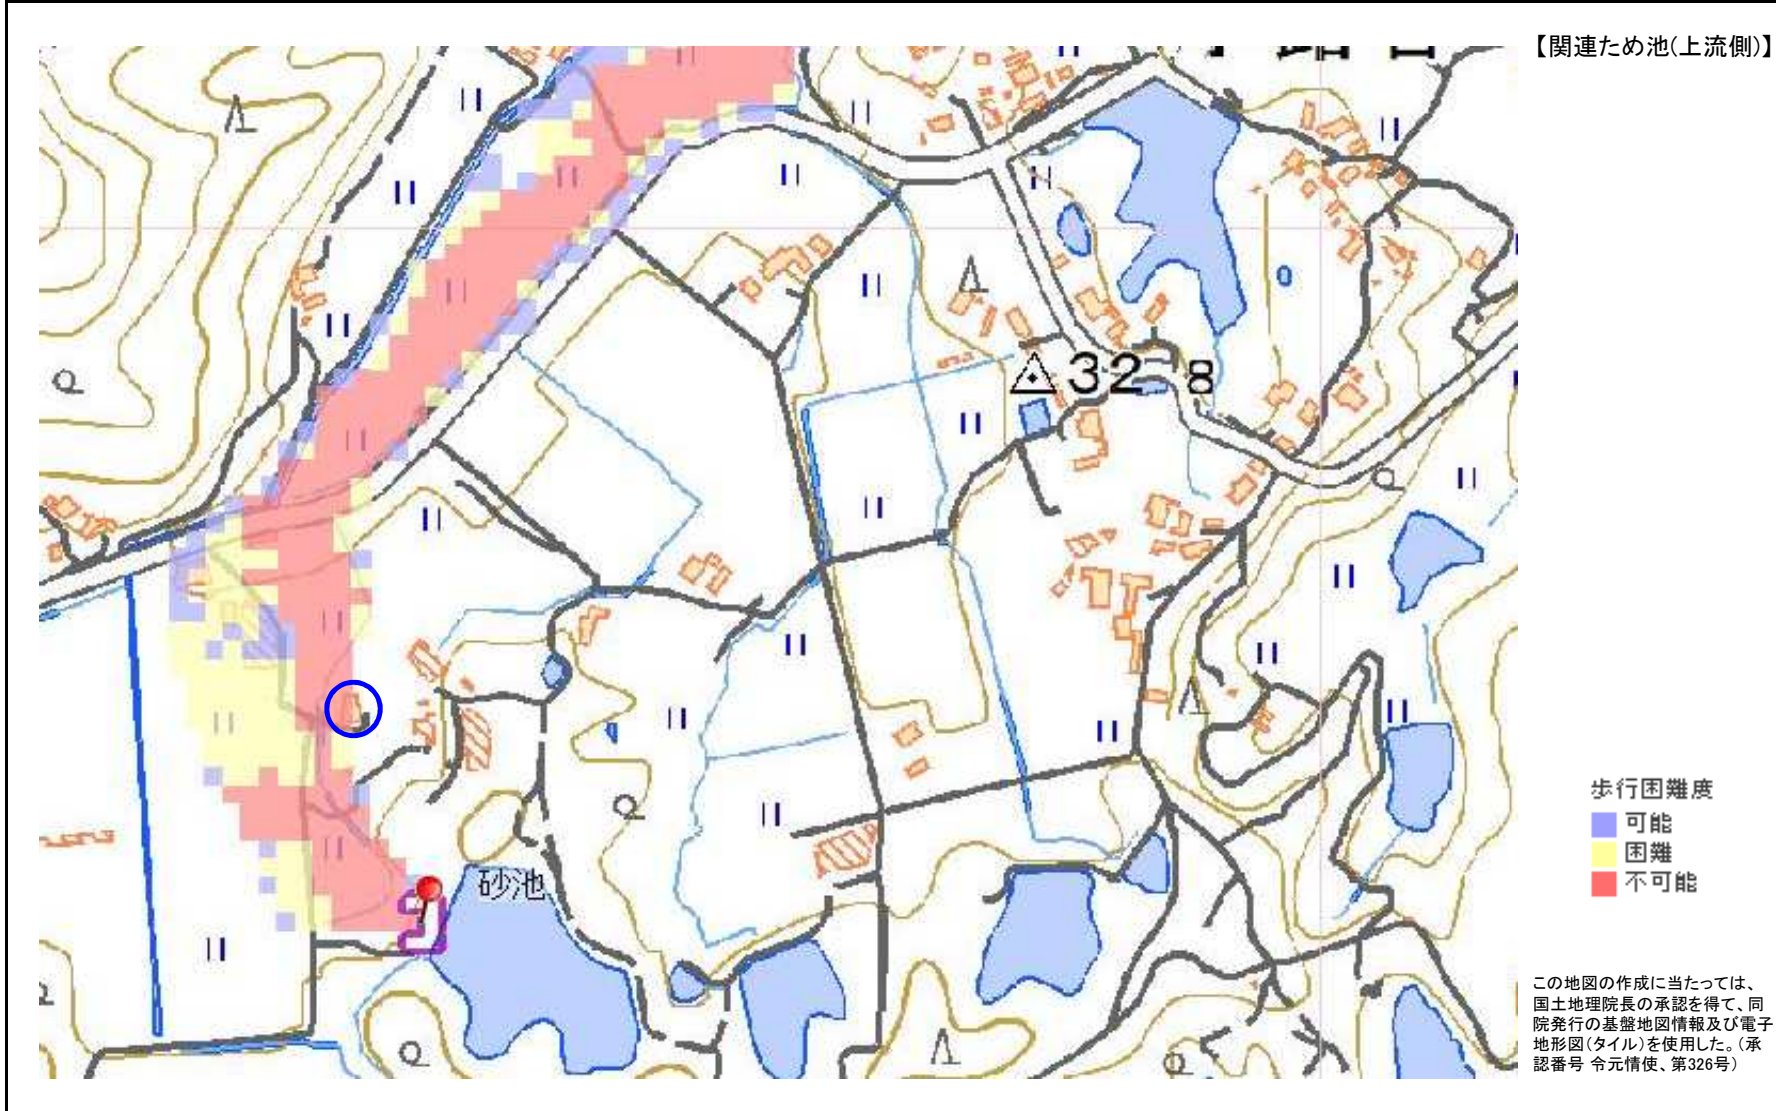 【関連ため池(上流側)】
32 8
砂池
歩行困難度
可能
困難
不可能
この地図の作成に当たっては、
国土地理院長の承認を得て、同
院発行の基盤地図情報及び電子
地形図(タイル)を使用した。(承
認番号 令元情使、第326号)